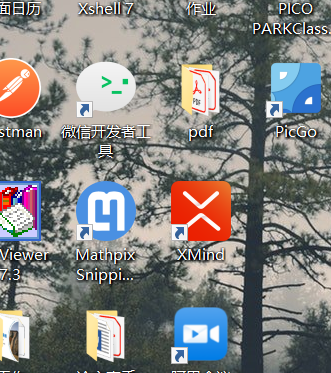 面日历
Xshell 7
作业
PICO
PARKClass...
stman
微信开发者工
具
pdf
PDF
PicGo
Viewer
7.3
Mathpix
Snippi...
XMind